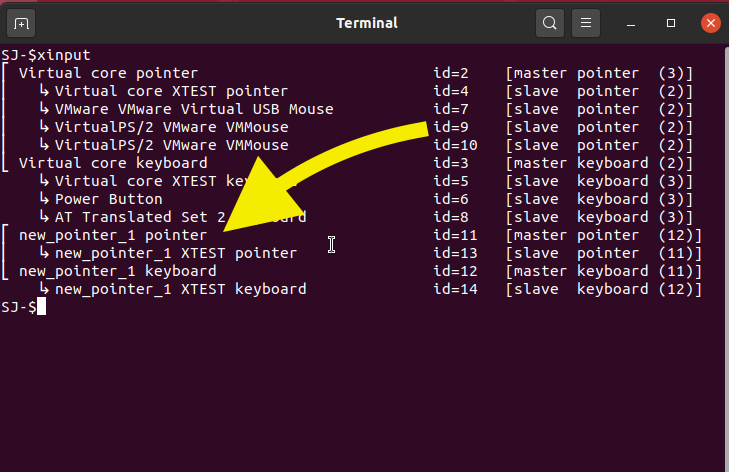 Terminal
SJ-$xinput
⎡ Virtual core pointer                          id=2    [master pointer  (3)]
⎜   ↳ Virtual core XTEST pointer                id=4    [slave  pointer  (2)]
⎜   ↳ VMware VMware Virtual USB Mouse           id=7    [slave  pointer  (2)]
⎜   ↳ VirtualPS/2 VMware VMMouse                id=9    [slave  pointer  (2)]
⎜   ↳ VirtualPS/2 VMware VMMouse                id=10   [slave  pointer  (2)]
⎣ Virtual core keyboard                         id=3    [master keyboard (2)]
    ↳ Virtual core XTEST                        id=5    [slave  keyboard (3)]
    ↳ Power Button                              id=6    [slave  keyboard (3)]
    ↳ AT Translated Set 2                       id=8    [slave  keyboard (3)]
⎡ new_pointer_1 pointer                         id=11   [master pointer  (12)]
⎜   ↳ new_pointer_1 XTEST pointer               id=13   [slave  pointer  (11)]
⎣ new_pointer_1 keyboard                        id=12   [master keyboard (11)]
    ↳ new_pointer_1 XTEST keyboard              id=14   [slave  keyboard (12)]
SJ-$